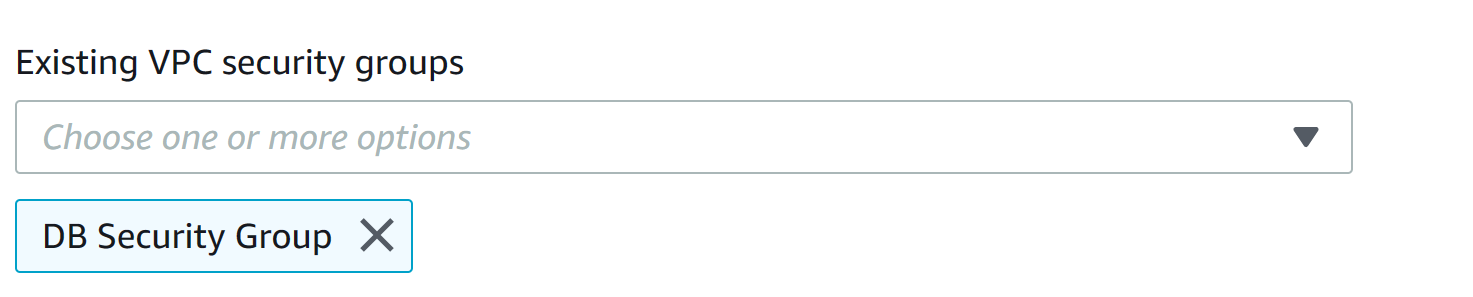 Existing VPC security groups
Choose one or more options
DB Security Group